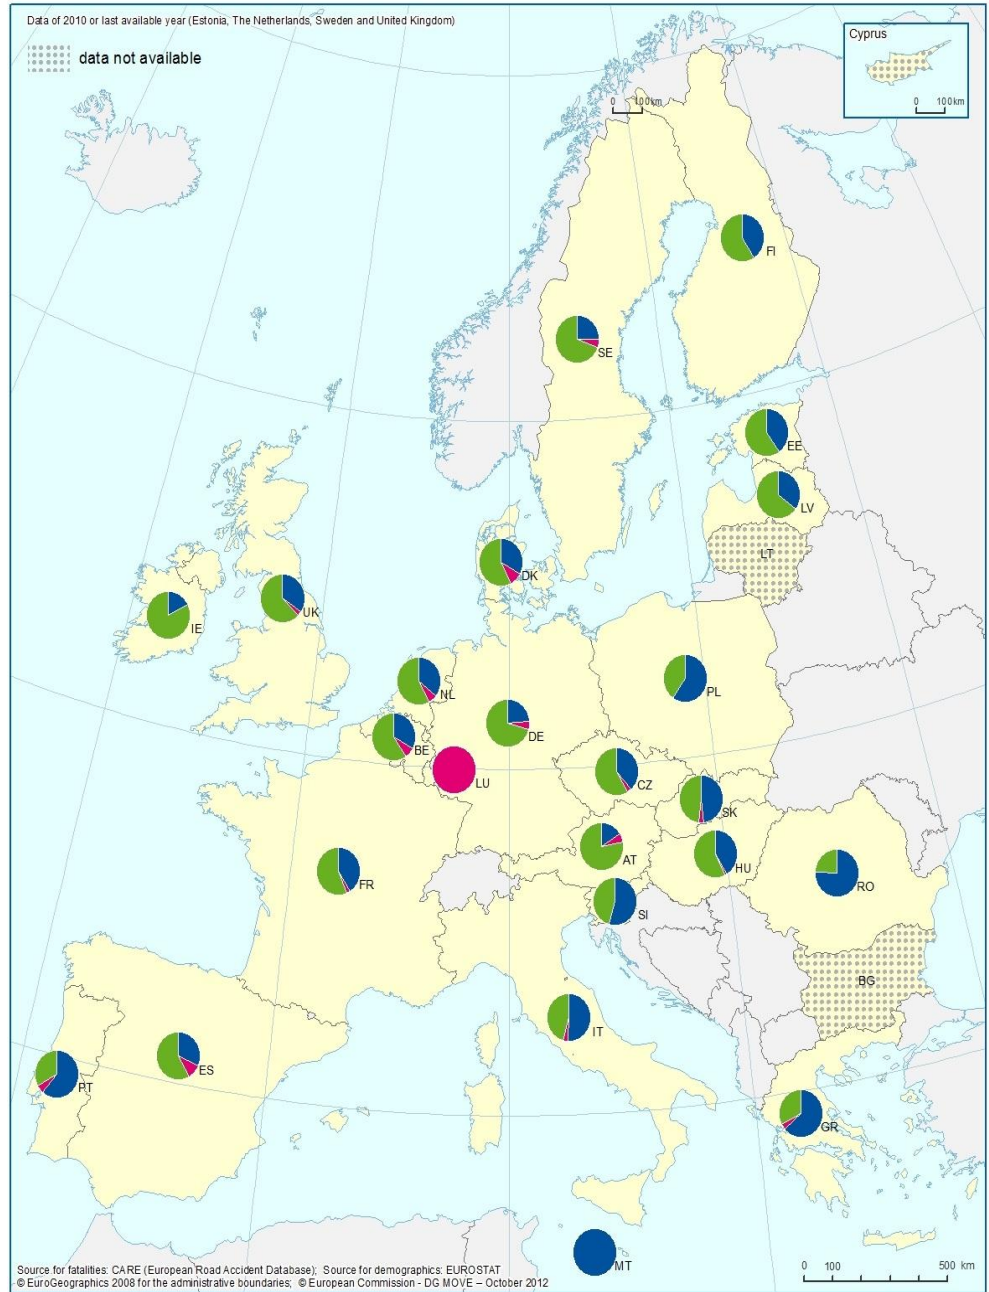 Data of 2010 or last available year (Estonia, The Netherlands, Sweden and United Kingdom)
data not available
Cyprus
0 100km
0 100km
FI
SE
EE
LV
LT
DK
IE
UK
NL
PL
DE
BE
LU
CZ
SK
AT
HU
FR
RO
SI
BG
IT
ES
PT
GR
MT
Source for fatalities: CARE (European Road Accident Database); Source for demographics: EUROSTAT
© EuroGeographics 2008 for the administrative boundaries; © European Commission - DG MOVE – October 2012
0 100 500 km